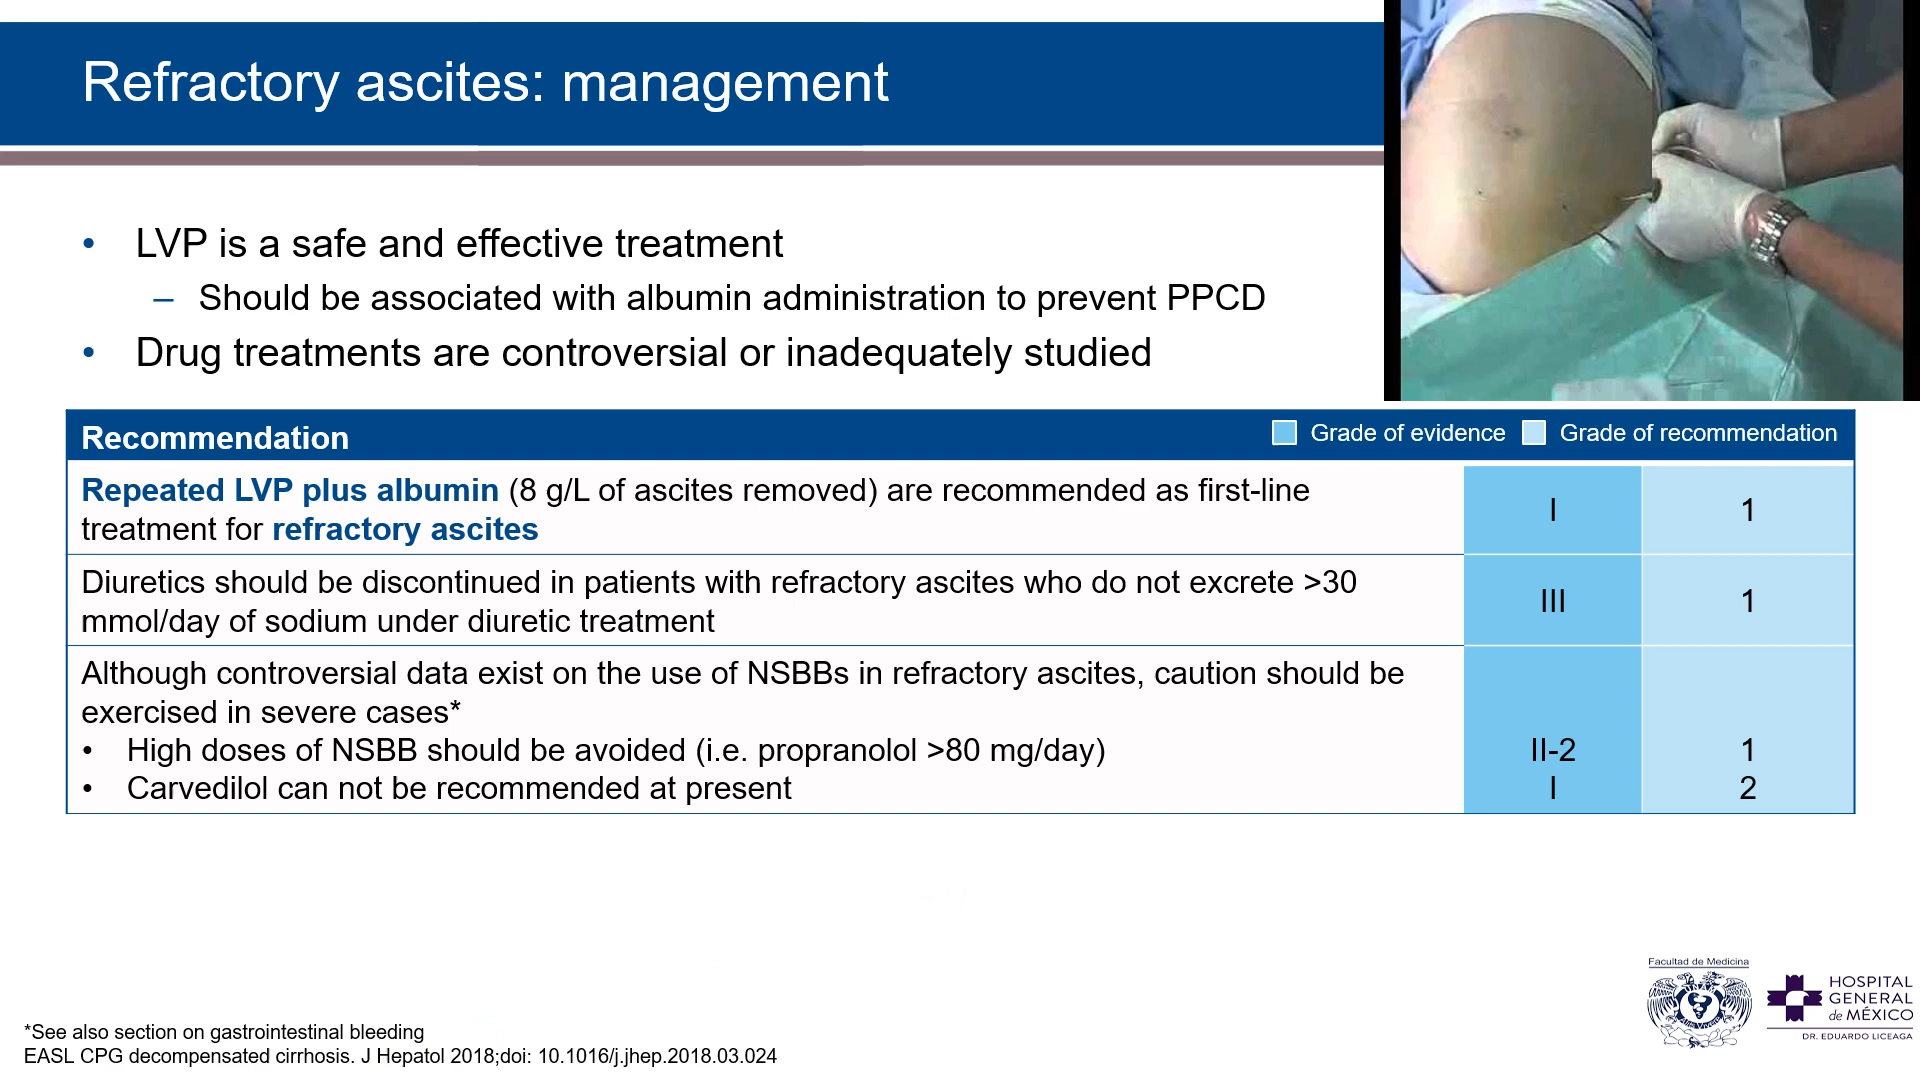 Refractory ascites: management
• LVP is a safe and effective treatment
– Should be associated with albumin administration to prevent PPCD
• Drug treatments are controversial or inadequately studied
Recommendation
Grade of evidence
Grade of recommendation
Repeated LVP plus albumin (8 g/L of ascites removed) are recommended as first-line
treatment for refractory ascites
I
1
Diuretics should be discontinued in patients with refractory ascites who do not excrete >30
mmol/day of sodium under diuretic treatment
III
1
Although controversial data exist on the use of NSBBs in refractory ascites, caution should be
exercised in severe cases*
• High doses of NSBB should be avoided (i.e. propranolol >80 mg/day)
II-2
1
• Carvedilol can not be recommended at present
I
2
Facultad de Medicina
HOSPITAL
GENERAL
de MÉXICO
DR. EDUARDO LICEAGA
*See also section on gastrointestinal bleeding
EASL CPG decompensated cirrhosis. J Hepatol 2018;doi: 10.1016/j.jhep.2018.03.024